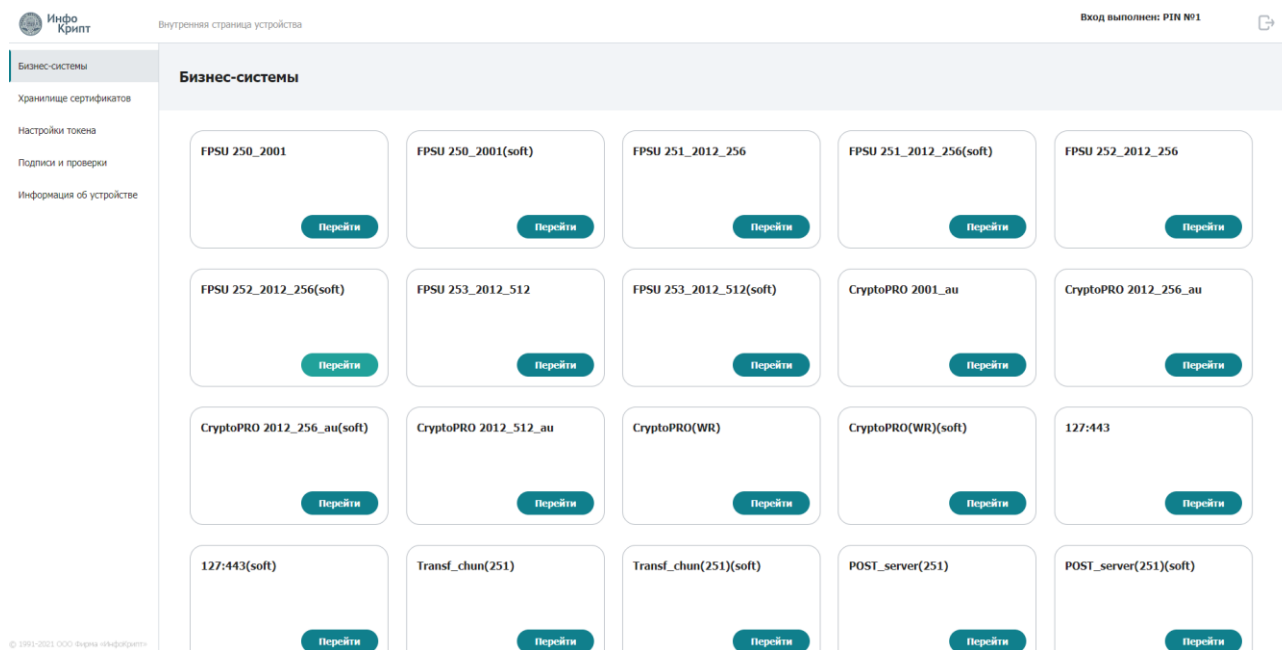 Инфо
Крипт
Внутренняя страница устройства
Вход выполнен: PIN №1
Бизнес-системы
Хранилище сертификатов
Настройки токена
Подписи и проверки
Информация об устройстве
Бизнес-системы
FPSU 250_2001
Перейти
FPSU 250_2001(soft)
Перейти
FPSU 251_2012_256
Перейти
FPSU 251_2012_256(soft)
Перейти
FPSU 252_2012_256
Перейти
FPSU 252_2012_256(soft)
Перейти
FPSU 253_2012_512
Перейти
FPSU 253_2012_512(soft)
Перейти
CryptoPRO 2001_au
Перейти
CryptoPRO 2012_256_au
Перейти
CryptoPRO 2012_256_au(soft)
Перейти
CryptoPRO 2012_512_au
Перейти
CryptoPRO(WR)
Перейти
CryptoPRO(WR)(soft)
Перейти
127:443
Перейти
127:443(soft)
Перейти
Transf_chun(251)
Перейти
Transf_chun(251)(soft)
Перейти
POST_server(251)
Перейти
POST_server(251)(soft)
Перейти
© 1991-2021 ООО Фирма «ИнфоКрипт»